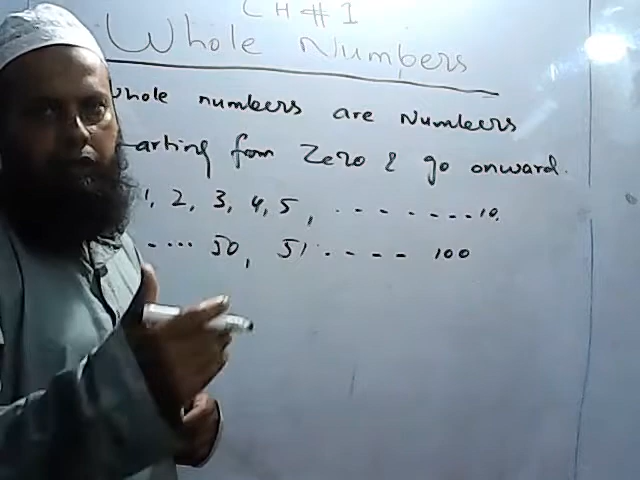 CH #1
Whole Numbers
whole numbers are Numbers
arting from Zero & go onward.
1, 2, 3, 4, 5, . - - - - - - - 10,
. . . . 50, 51 . . - - - - 100